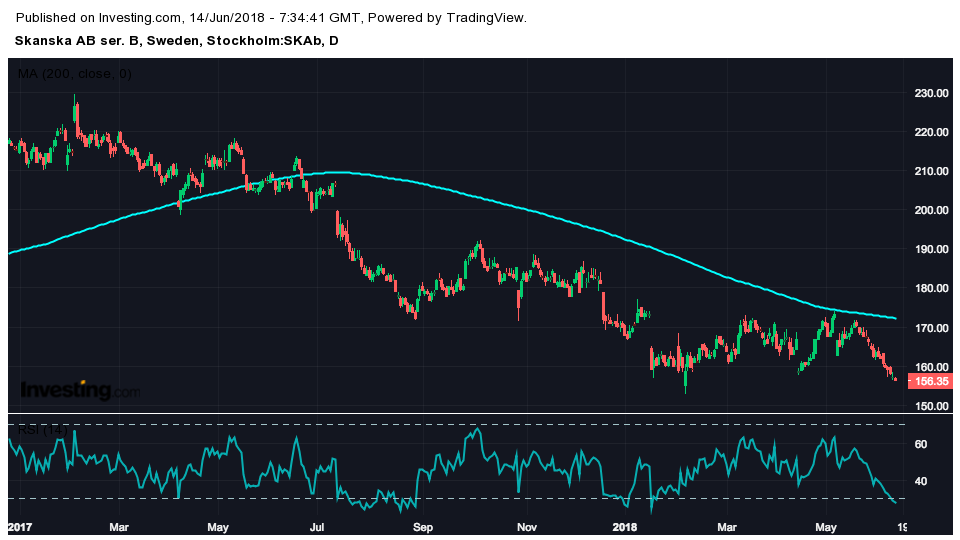 Published on Investing.com, 14/Jun/2018 - 7:34:41 GMT, Powered by TradingView.
Skanska AB ser. B, Sweden, Stockholm:SKAb, D
MA (200, close, 0)
230.00
220.00
210.00
200.00
190.00
180.00
170.00
160.00
156.35
150.00
Investing.com
RSI (14)
60
40
2017 Mar May Jul Sep Nov 2018 Mar May 19